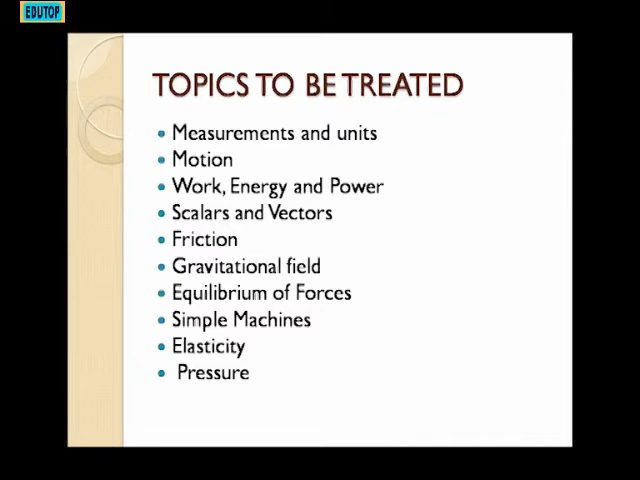 EDUTOP
TOPICS TO BE TREATED
• Measurements and units
• Motion
• Work, Energy and Power
• Scalars and Vectors
• Friction
• Gravitational field
• Equilibrium of Forces
• Simple Machines
• Elasticity
• Pressure